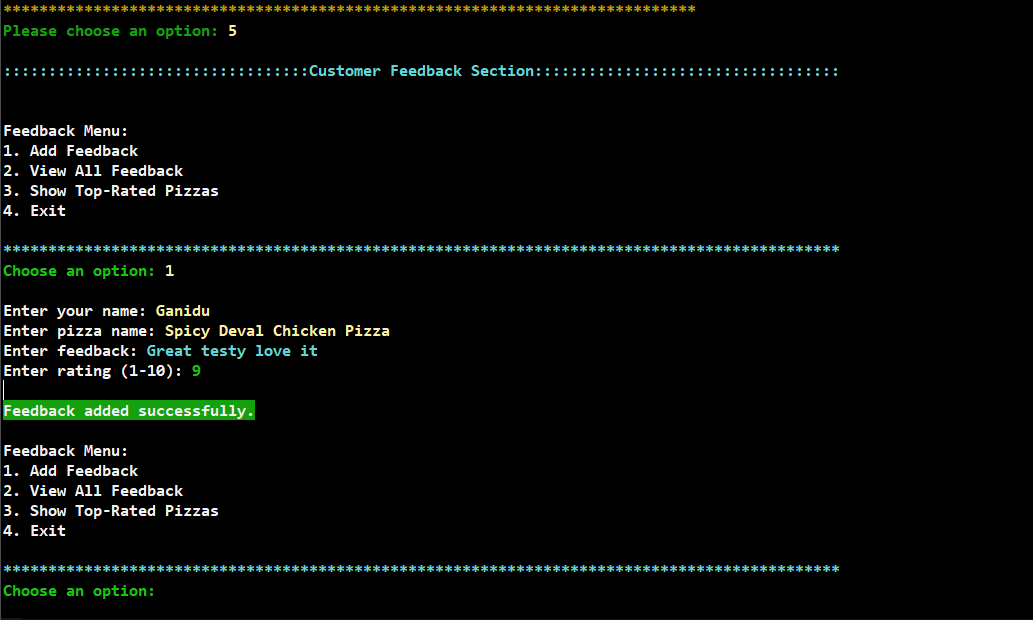 *****************************************************************************
Please choose an option: 5
::::::::::::::::::::::::::::::::::Customer Feedback Section::::::::::::::::::::::::::::::::::
Feedback Menu:
1. Add Feedback
2. View All Feedback
3. Show Top-Rated Pizzas
4. Exit
*********************************************************************************************
Choose an option: 1
Enter your name: Ganidu
Enter pizza name: Spicy Deval Chicken Pizza
Enter feedback: Great testy love it
Enter rating (1-10): 9
Feedback added successfully.
Feedback Menu:
1. Add Feedback
2. View All Feedback
3. Show Top-Rated Pizzas
4. Exit
*********************************************************************************************
Choose an option: